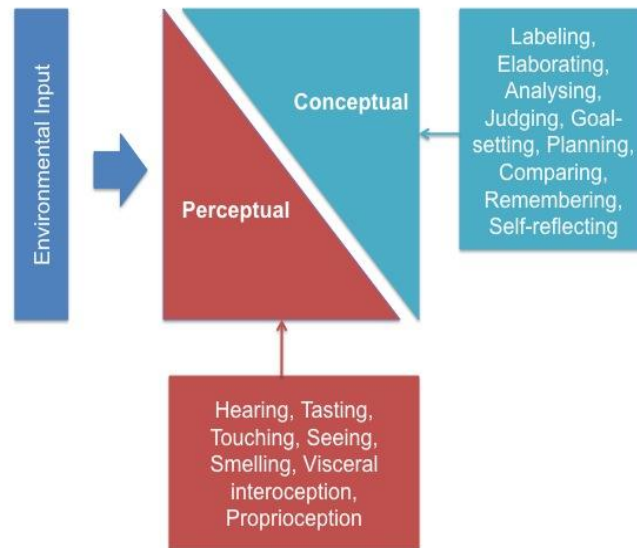 Environmental Input
Perceptual
Conceptual
Labeling,
Elaborating,
Analysing,
Judging, Goal-
setting, Planning,
Comparing,
Remembering,
Self-reflecting
Hearing, Tasting,
Touching, Seeing,
Smelling, Visceral
interoception,
Proprioception